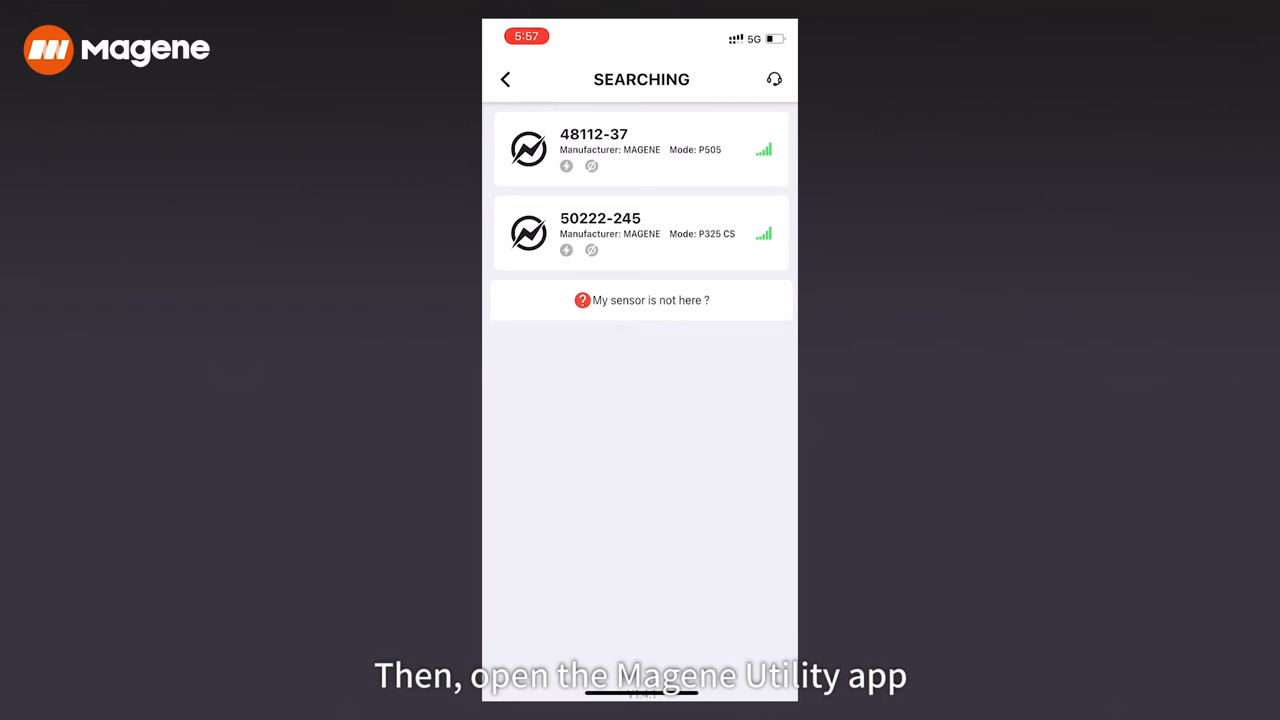 Magene
5:57
5G
SEARCHING
48112-37
Manufacturer: MAGENE Mode: P505
50222-245
Manufacturer: MAGENE Mode: P325 CS
? My sensor is not here ?
Then, open the Magene Utility app